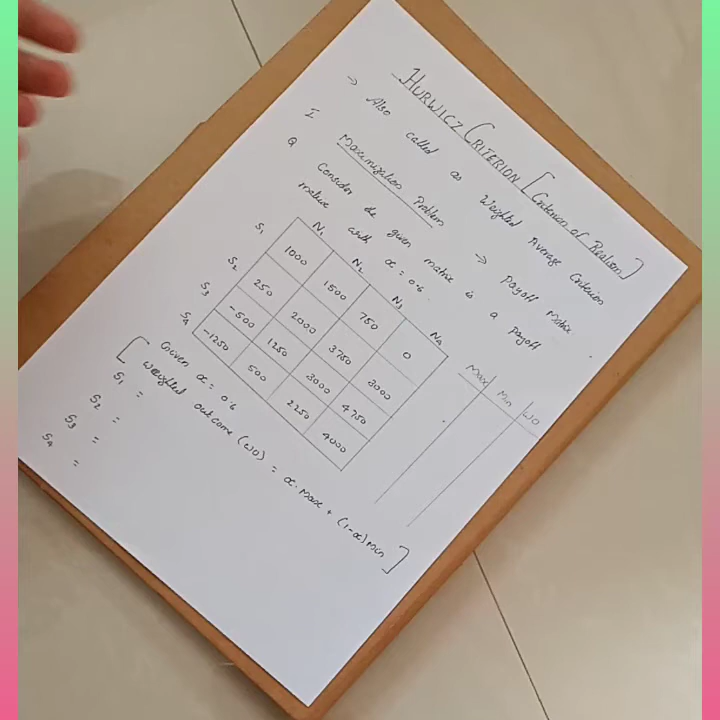 HURWICZ CRITERION [Criterion of Realism]
→ Also called as Weighted Average Criterion
I Maximization Problem → Payoff Matrix
Q Consider the given matrix is a payoff
matrix with α = 0.6
N1 N2 N3 N4 Max Min WO
S1 1000 1500 750 0
S2 250 2000 3750 3000
S3 -500 1250 3000 4750
S4 -1250 500 2250 4000
[ Given α = 0.6
Weighted outcome (WO) = α.Max + (1-α)Min ]
S1 =
S2 =
S3 =
S4 =